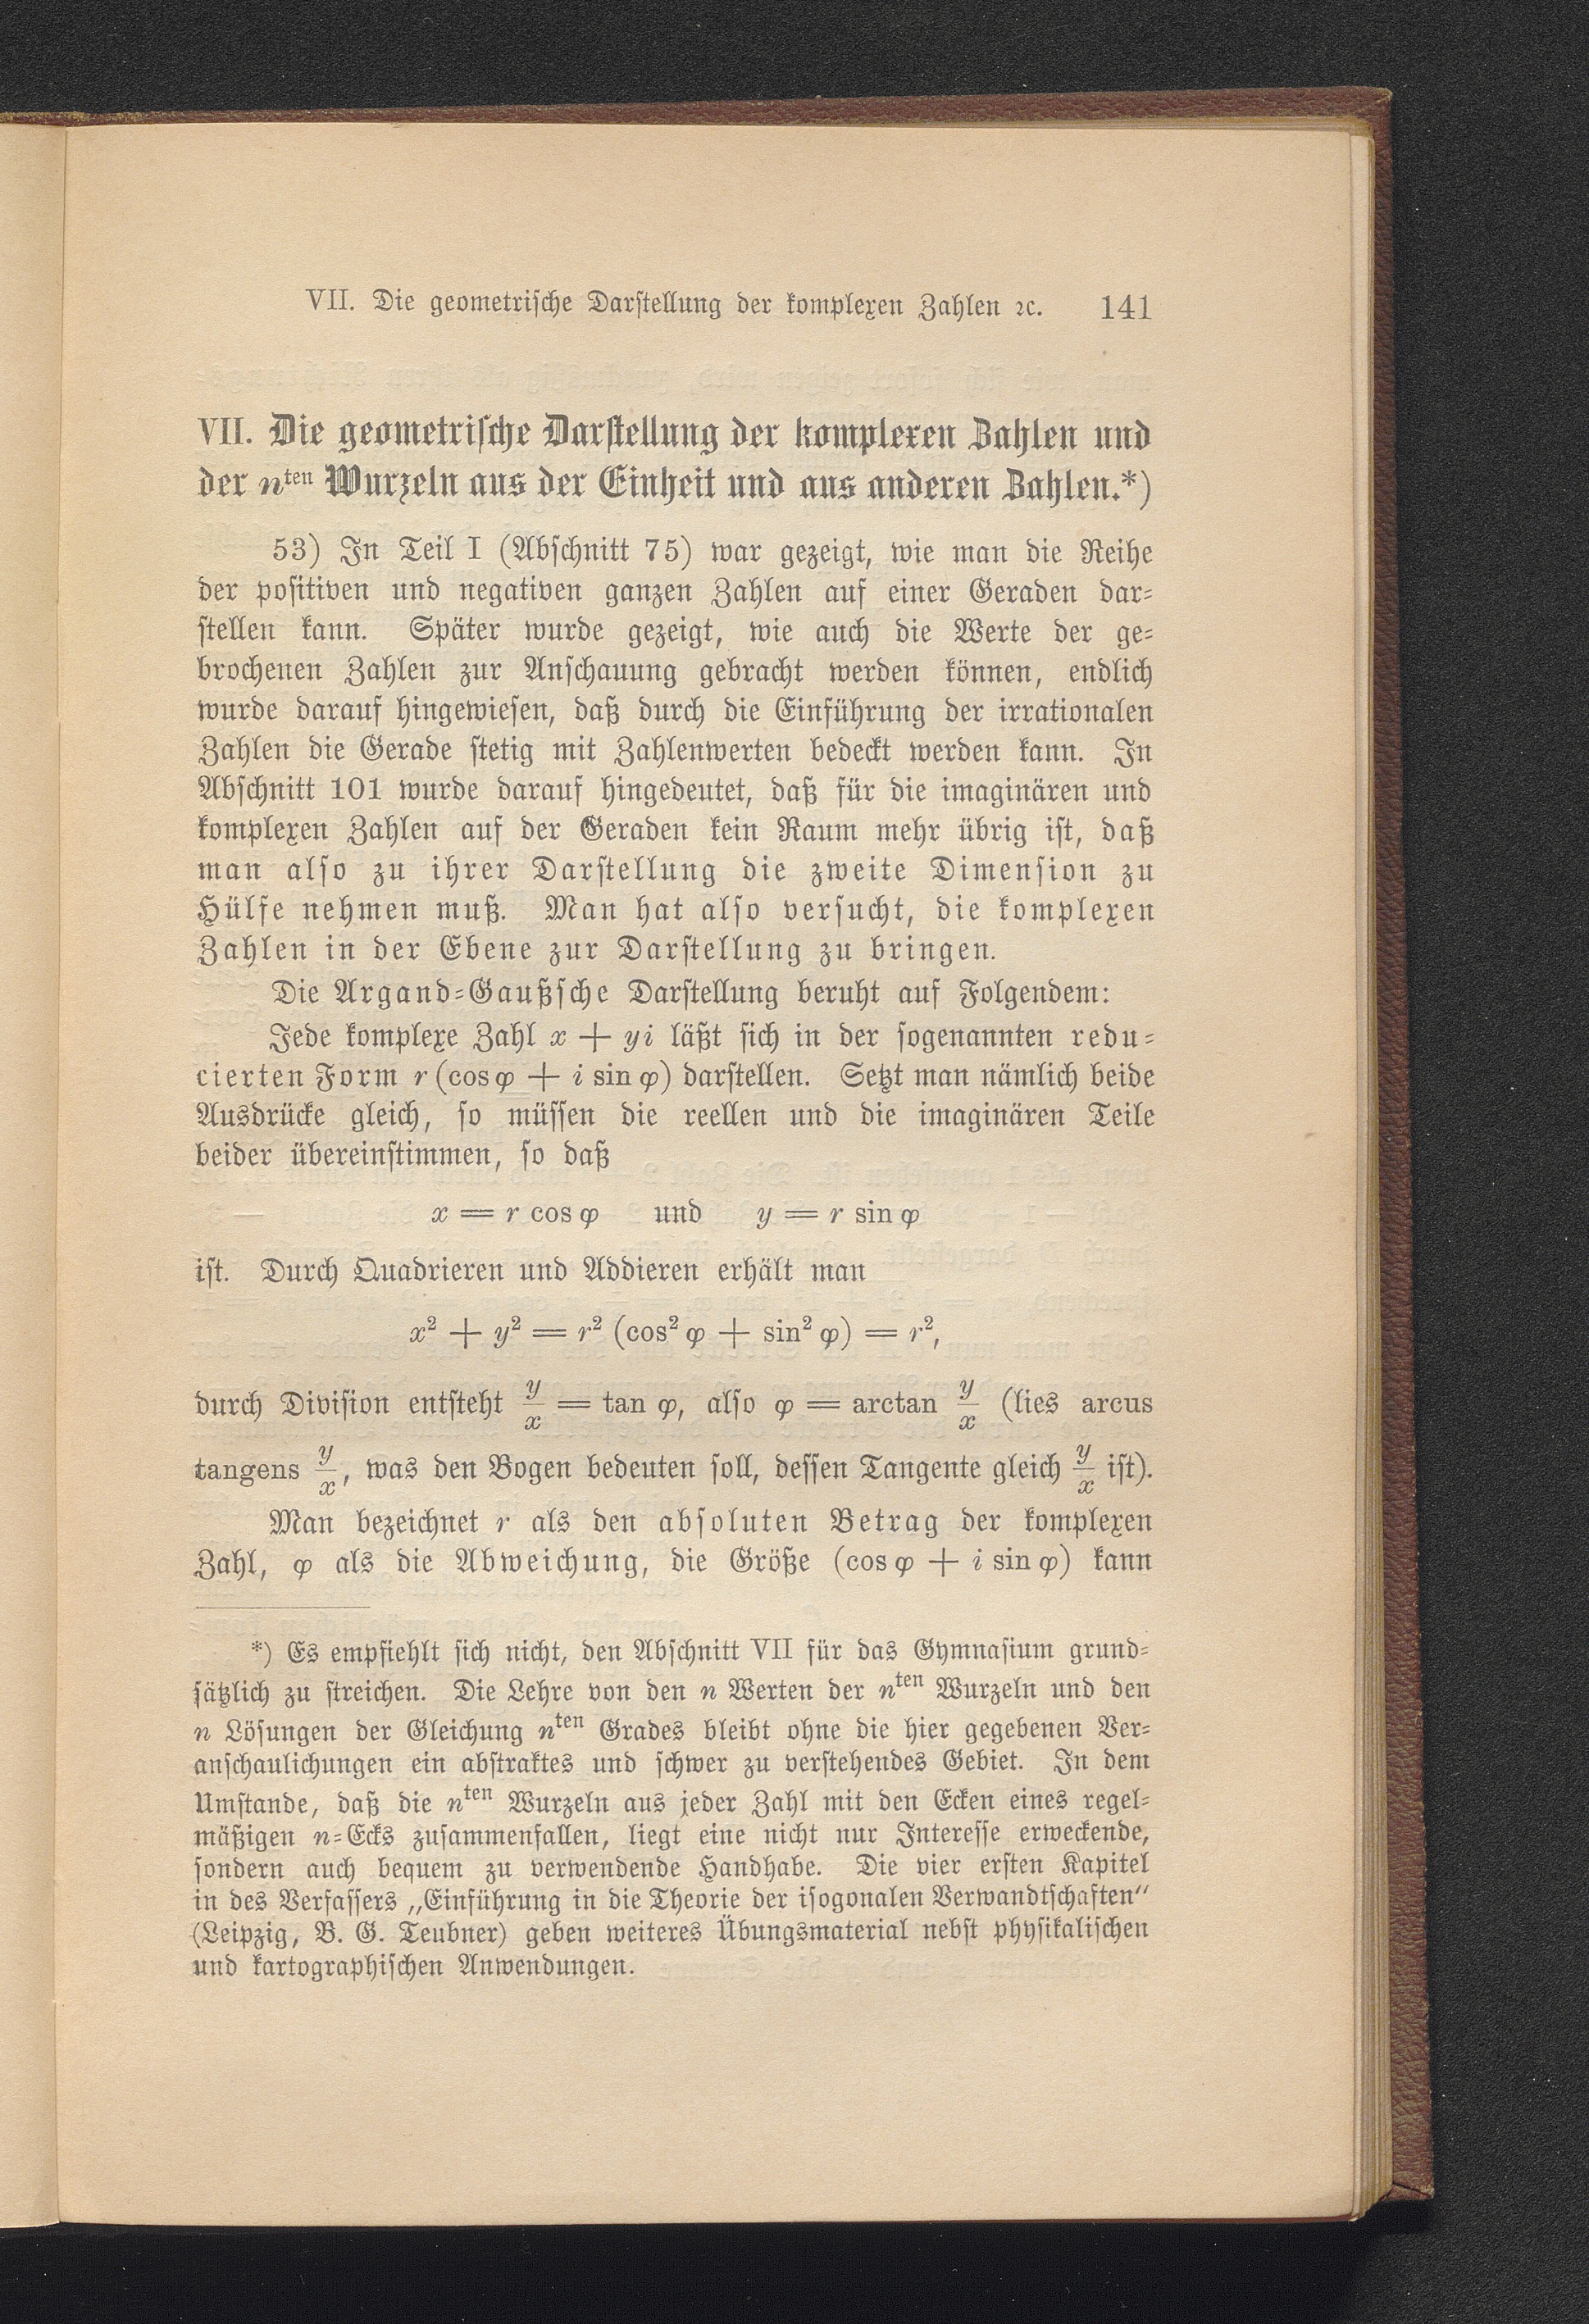 VII. Die geometrische Darstellung der komplexen Zahlen ꝛc. 141
VII. Die geometrische Darstellung der komplexen Zahlen und
der nten Wurzeln aus der Einheit und aus anderen Zahlen.*)
53) In Teil I (Abschnitt 75) war gezeigt, wie man die Reihe
der positiven und negativen ganzen Zahlen auf einer Geraden dar-
stellen kann. Später wurde gezeigt, wie auch die Werte der ge-
brochenen Zahlen zur Anschauung gebracht werden können, endlich
wurde darauf hingewiesen, daß durch die Einführung der irrationalen
Zahlen die Gerade stetig mit Zahlenwerten bedeckt werden kann. In
Abschnitt 101 wurde darauf hingedeutet, daß für die imaginären und
komplexen Zahlen auf der Geraden kein Raum mehr übrig ist, daß
man also zu ihrer Darstellung die zweite Dimension zu
Hülfe nehmen muß. Man hat also versucht, die komplexen
Zahlen in der Ebene zur Darstellung zu bringen.
Die Argand-Gaußsche Darstellung beruht auf Folgendem:
Jede komplexe Zahl x + yi läßt sich in der sogenannten redu-
cierten Form r (cos φ + i sin φ) darstellen. Setzt man nämlich beide
Ausdrücke gleich, so müssen die reellen und die imaginären Teile
beider übereinstimmen, so daß
x = r cos φ und y = r sin φ
ist. Durch Quadrieren und Addieren erhält man
x² + y² = r² (cos² φ + sin² φ) = r²,
durch Division entsteht y/x = tan φ, also φ = arctan y/x (lies arcus
tangens y/x, was den Bogen bedeuten soll, dessen Tangente gleich y/x ist).
Man bezeichnet r als den absoluten Betrag der komplexen
Zahl, φ als die Abweichung, die Größe (cos φ + i sin φ) kann
*) Es empfiehlt sich nicht, den Abschnitt VII für das Gymnasium grund-
sätzlich zu streichen. Die Lehre von den n Werten der nten Wurzeln und den
n Lösungen der Gleichung nten Grades bleibt ohne die hier gegebenen Ver-
anschaulichungen ein abstraktes und schwer zu verstehendes Gebiet. In dem
Umstande, daß die nten Wurzeln aus jeder Zahl mit den Ecken eines regel-
mäßigen n-Ecks zusammenfallen, liegt eine nicht nur Interesse erweckende,
sondern auch bequem zu verwendende Handhabe. Die vier ersten Kapitel
in des Verfassers „Einführung in die Theorie der isogonalen Verwandtschaften“
(Leipzig, B. G. Teubner) geben weiteres Übungsmaterial nebst physikalischen
und kartographischen Anwendungen.